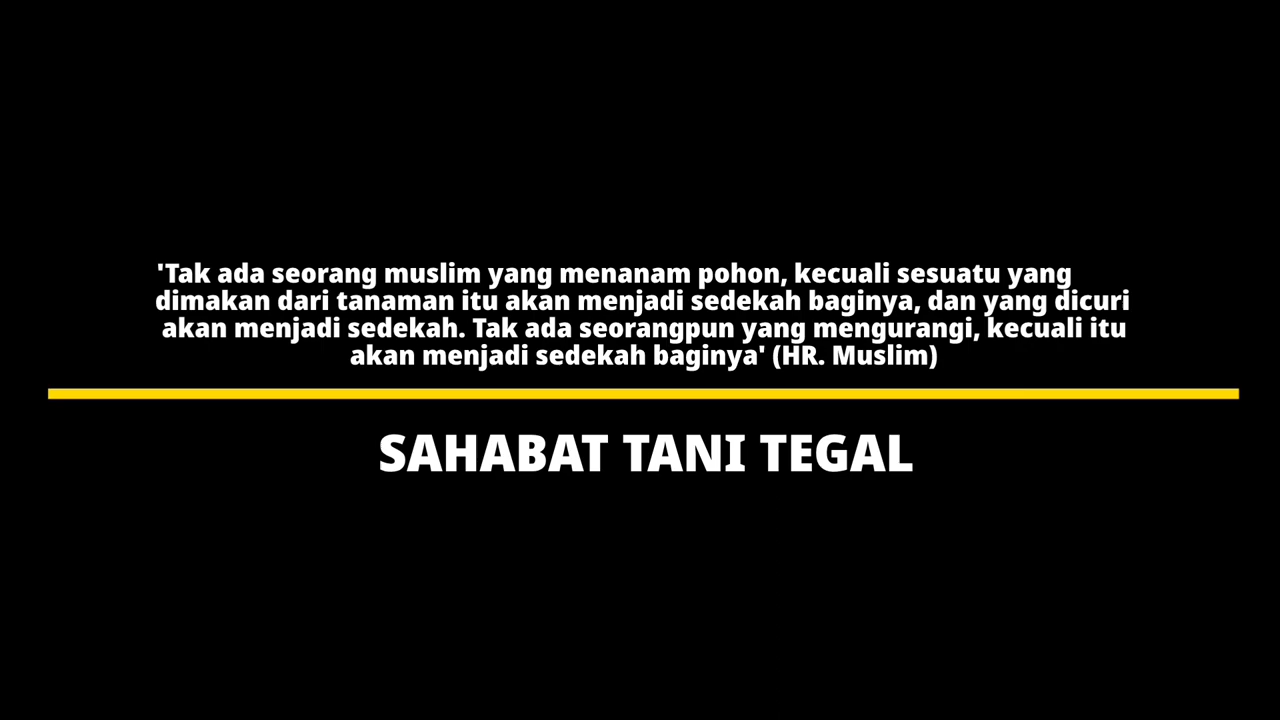 'Tak ada seorang muslim yang menanam pohon, kecuali sesuatu yang
dimakan dari tanaman itu akan menjadi sedekah baginya, dan yang dicuri
akan menjadi sedekah. Tak ada seorangpun yang mengurangi, kecuali itu
akan menjadi sedekah baginya' (HR. Muslim)
SAHABAT TANI TEGAL